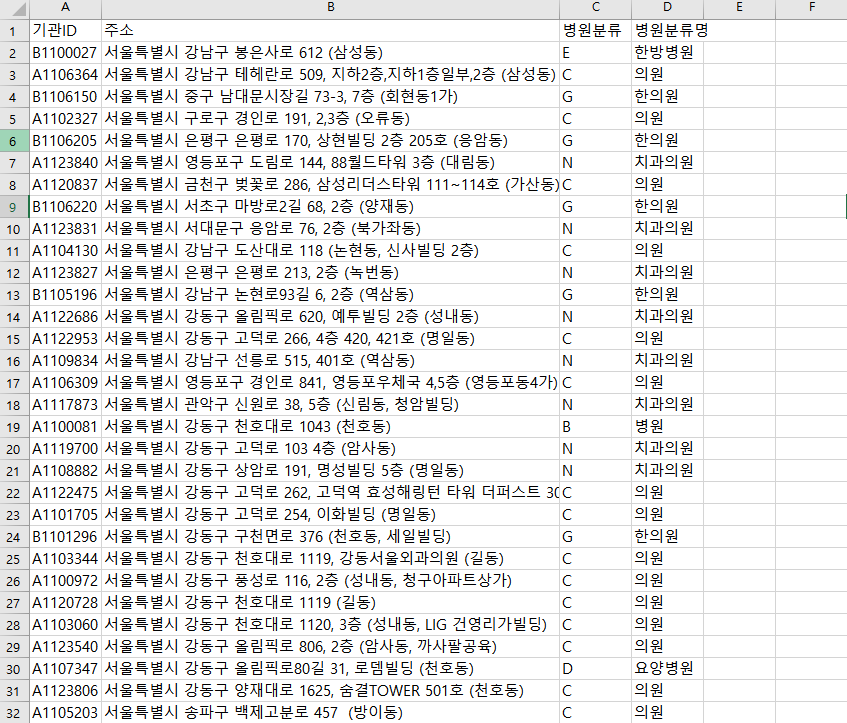 A B C D E F
1 기관ID 주소 병원분류 병원분류명
2 B1100027 서울특별시 강남구 봉은사로 612 (삼성동) E 한방병원
3 A1106364 서울특별시 강남구 테헤란로 509, 지하2층,지하1층일부,2층 (삼성동) C 의원
4 B1106150 서울특별시 중구 남대문시장길 73-3, 7층 (회현동1가) G 한의원
5 A1102327 서울특별시 구로구 경인로 191, 2,3층 (오류동) C 의원
6 B1106205 서울특별시 은평구 은평로 170, 상현빌딩 2층 205호 (응암동) G 한의원
7 A1123840 서울특별시 영등포구 도림로 144, 88월드타워 3층 (대림동) N 치과의원
8 A1120837 서울특별시 금천구 벚꽃로 286, 삼성리더스타워 111~114호 (가산동) C 의원
9 B1106220 서울특별시 서초구 마방로2길 68, 2층 (양재동) G 한의원
10 A1123831 서울특별시 서대문구 응암로 76, 2층 (북가좌동) N 치과의원
11 A1104130 서울특별시 강남구 도산대로 118 (논현동, 신사빌딩 2층) C 의원
12 A1123827 서울특별시 은평구 은평로 213, 2층 (녹번동) N 치과의원
13 B1105196 서울특별시 강남구 논현로93길 6, 2층 (역삼동) G 한의원
14 A1122686 서울특별시 강동구 올림픽로 620, 예투빌딩 2층 (성내동) N 치과의원
15 A1122953 서울특별시 강동구 고덕로 266, 4층 420, 421호 (명일동) C 의원
16 A1109834 서울특별시 강남구 선릉로 515, 401호 (역삼동) N 치과의원
17 A1106309 서울특별시 영등포구 경인로 841, 영등포우체국 4,5층 (영등포동4가) C 의원
18 A1117873 서울특별시 관악구 신원로 38, 5층 (신림동, 청암빌딩) N 치과의원
19 A1100081 서울특별시 강동구 천호대로 1043 (천호동) B 병원
20 A1119700 서울특별시 강동구 고덕로 103 4층 (암사동) N 치과의원
21 A1108882 서울특별시 강동구 상암로 191, 명성빌딩 5층 (명일동) N 치과의원
22 A1122475 서울특별시 강동구 고덕로 262, 고덕역 효성해링턴 타워 더퍼스트 C 의원
23 A1101705 서울특별시 강동구 고덕로 254, 이화빌딩 (명일동) C 의원
24 B1101296 서울특별시 강동구 구천면로 376 (천호동, 세일빌딩) G 한의원
25 A1103344 서울특별시 강동구 천호대로 1119, 강동서울외과의원 (길동) C 의원
26 A1100972 서울특별시 강동구 풍성로 116, 2층 (성내동, 청구아파트상가) C 의원
27 A1120728 서울특별시 강동구 천호대로 1119 (길동) C 의원
28 A1103060 서울특별시 강동구 천호대로 1120, 3층 (성내동, LIG 건영리가빌딩) C 의원
29 A1123540 서울특별시 강동구 올림픽로 806, 2층 (암사동, 까사팔공육) C 의원
30 A1107347 서울특별시 강동구 올림픽로80길 31, 로뎀빌딩 (천호동) D 요양병원
31 A1123806 서울특별시 강동구 양재대로 1625, 숨결TOWER 501호 (천호동) C 의원
32 A1105203 서울특별시 송파구 백제고분로 457 (방이동) C 의원